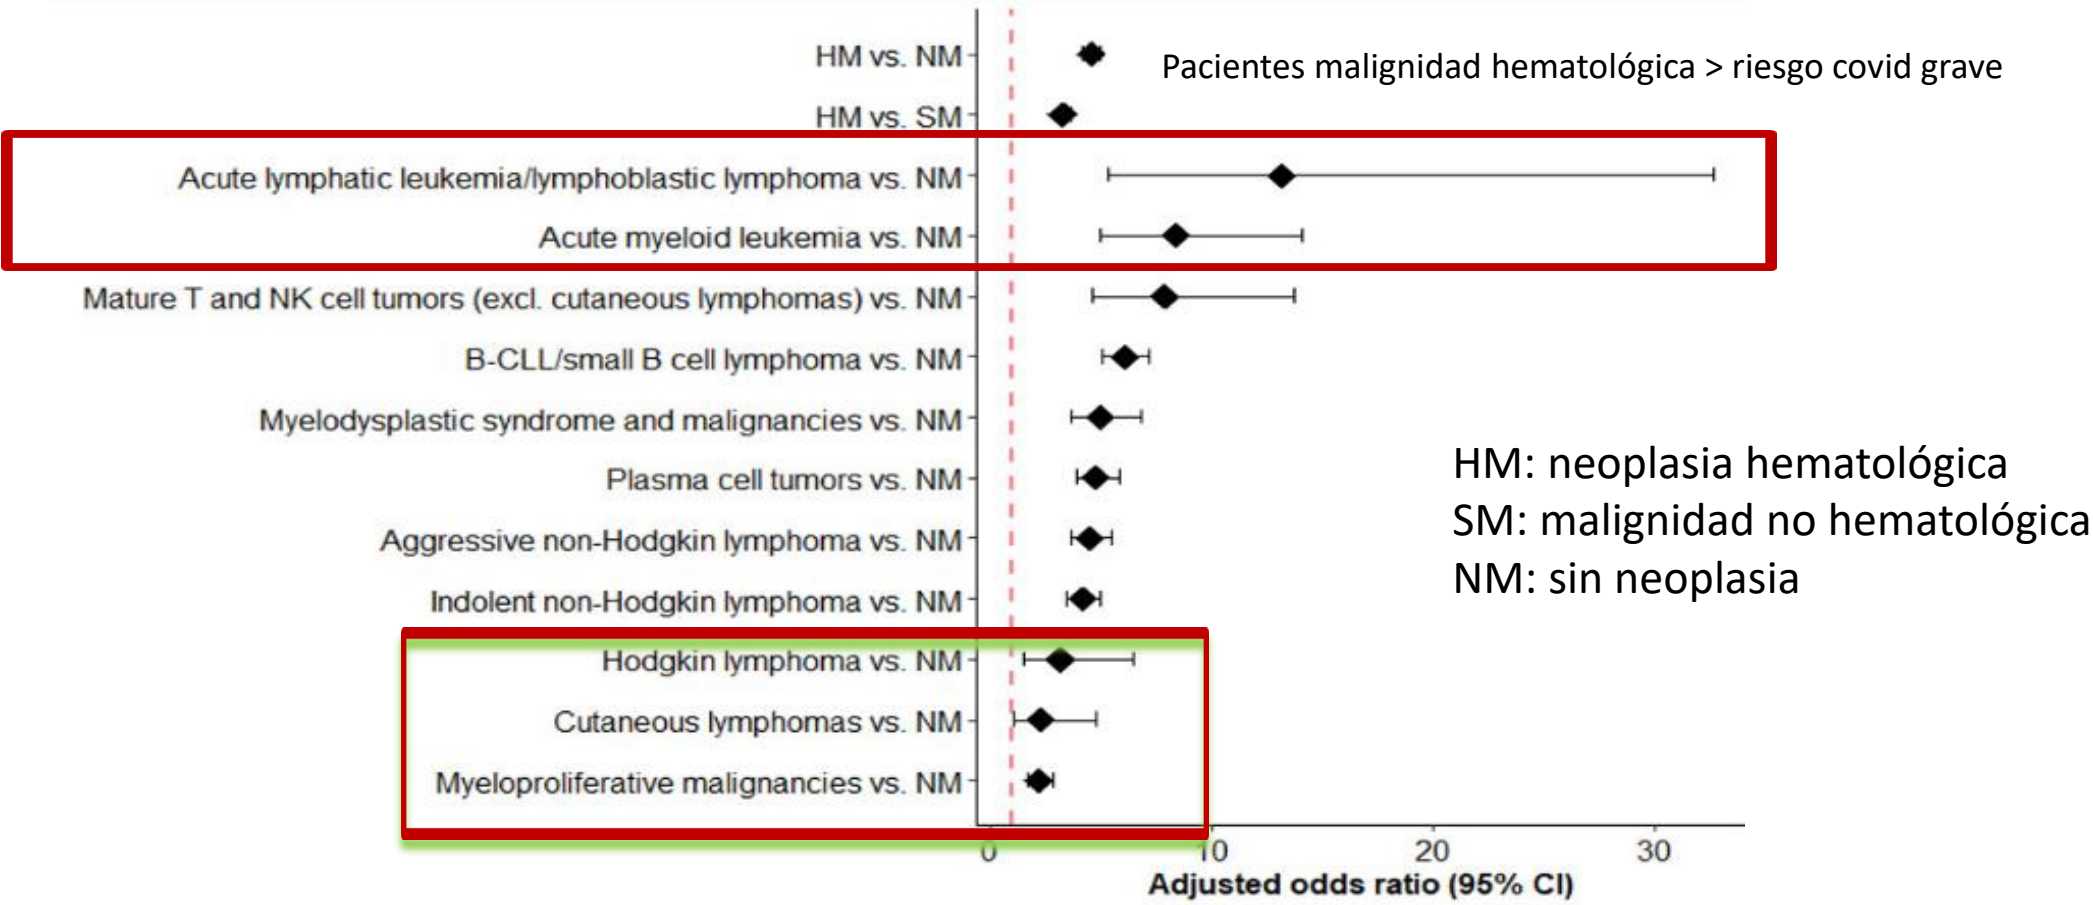 HM vs. NM
Pacientes malignidad hematológica > riesgo covid grave
HM vs. SM
Acute lymphatic leukemia/lymphoblastic lymphoma vs. NM
Acute myeloid leukemia vs. NM
Mature T and NK cell tumors (excl. cutaneous lymphomas) vs. NM
B-CLL/small B cell lymphoma vs. NM
Myelodysplastic syndrome and malignancies vs. NM
Plasma cell tumors vs. NM
Aggressive non-Hodgkin lymphoma vs. NM
Indolent non-Hodgkin lymphoma vs. NM
Hodgkin lymphoma vs. NM
Cutaneous lymphomas vs. NM
Myeloproliferative malignancies vs. NM
HM: neoplasia hematológica
SM: malignidad no hematológica
NM: sin neoplasia
0 10 20 30
Adjusted odds ratio (95% CI)